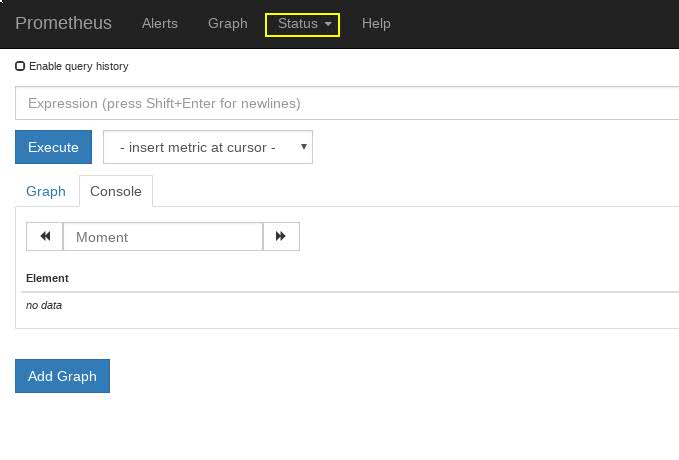 Prometheus Alerts Graph Status Help
Enable query history
Expression (press Shift+Enter for newlines)
Execute - insert metric at cursor -
Graph Console
Moment
Element
no data
Add Graph